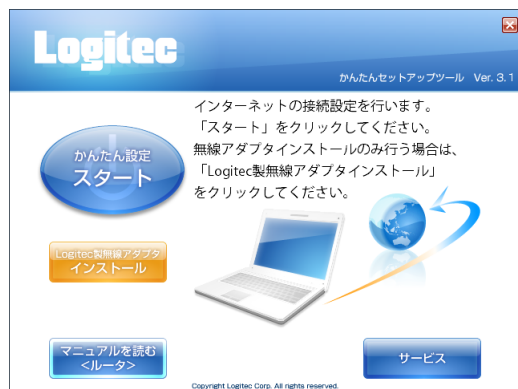 Logitec
かんたんセットアップツール Ver. 3.1
インターネットの接続設定を行います。
「スタート」をクリックしてください。
無線アダプタインストールのみ行う場合は、
「Logitec製無線アダプタインストール」
をクリックしてください。
かんたん設定
スタート
Logitec製無線アダプタ
インストール
マニュアルを読む
<ルータ>
サービス
Copyright Logitec Corp. All rights reserved.